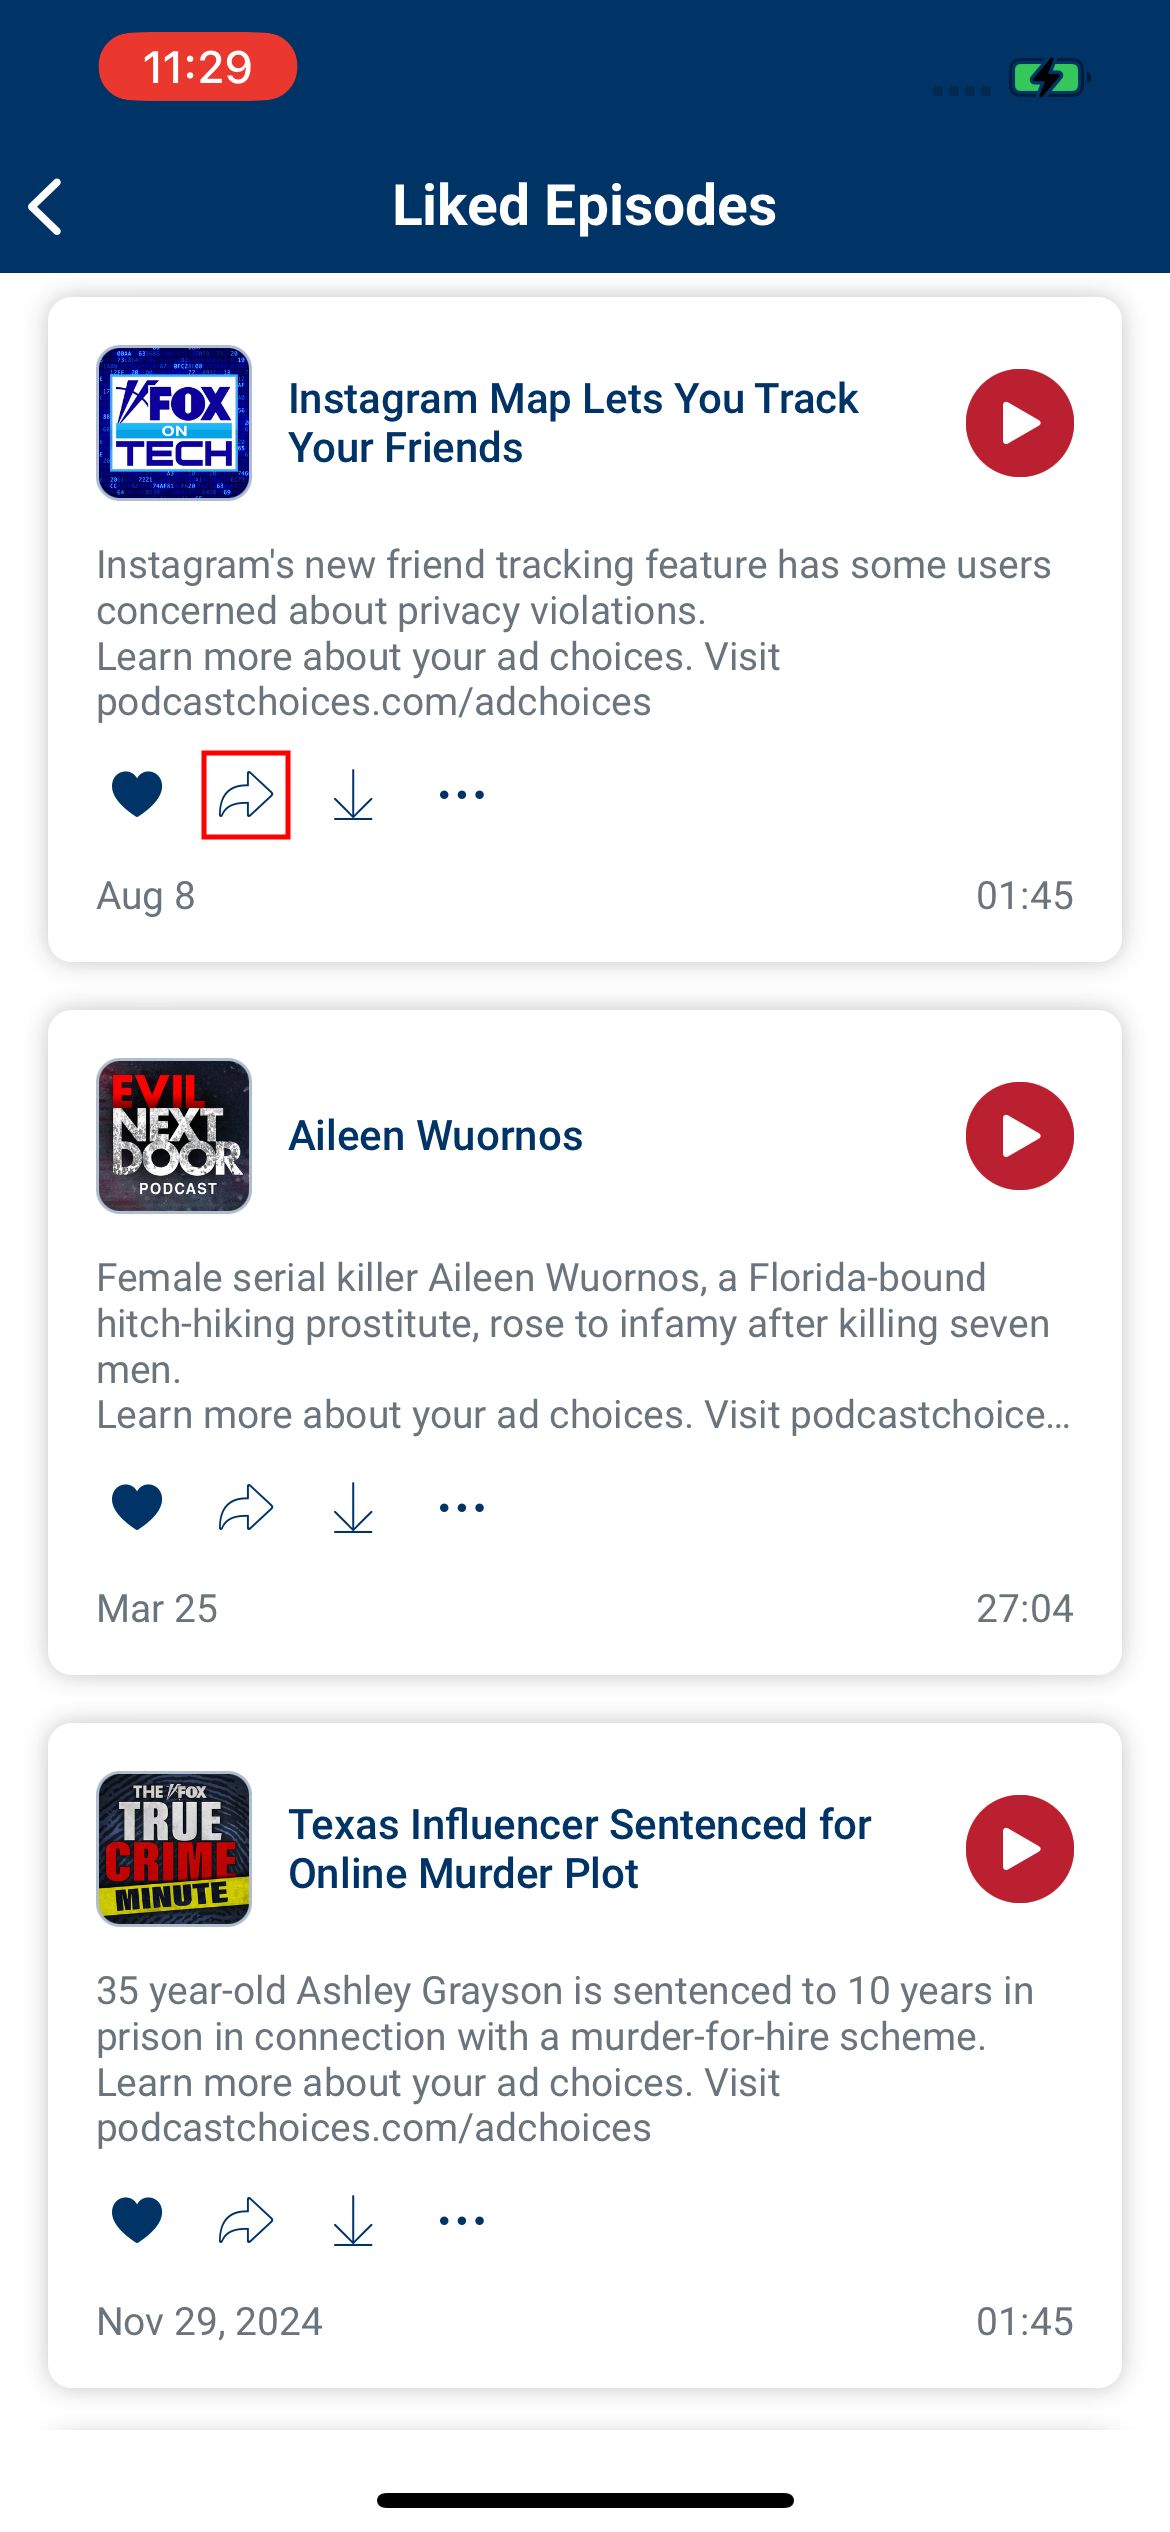 11:29
Liked Episodes
FOX
ON
TECH
Instagram Map Lets You Track
Your Friends
Instagram's new friend tracking feature has some users
concerned about privacy violations.
Learn more about your ad choices. Visit
podcastchoices.com/adchoices
Aug 8
01:45
EVIL
NEXT
DOOR
PODCAST
Aileen Wuornos
Female serial killer Aileen Wuornos, a Florida-bound
hitch-hiking prostitute, rose to infamy after killing seven
men.
Learn more about your ad choices. Visit podcastchoice...
Mar 25
27:04
THE FOX
TRUE
CRIME
MINUTE
Texas Influencer Sentenced for
Online Murder Plot
35 year-old Ashley Grayson is sentenced to 10 years in
prison in connection with a murder-for-hire scheme.
Learn more about your ad choices. Visit
podcastchoices.com/adchoices
Nov 29, 2024
01:45